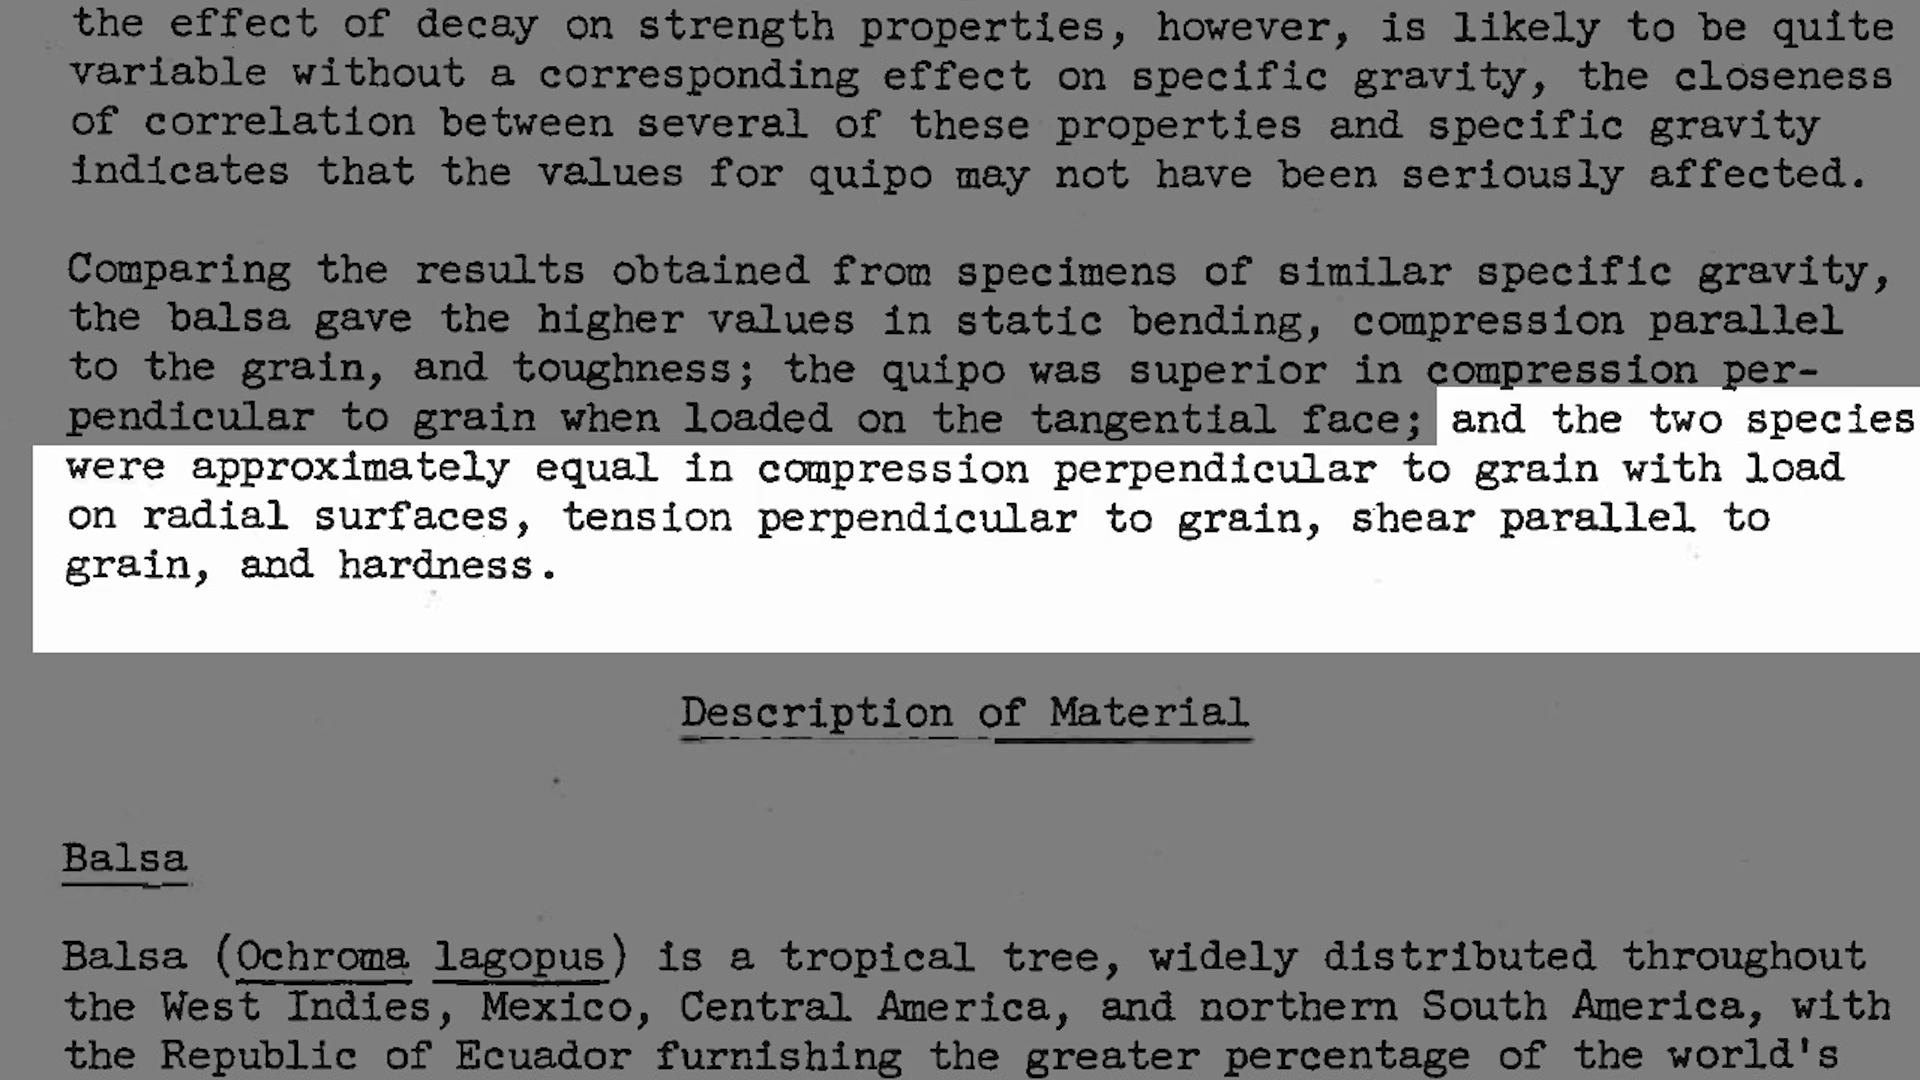 the effect of decay on strength properties, however, is likely to be quite
variable without a corresponding effect on specific gravity, the closeness
of correlation between several of these properties and specific gravity
indicates that the values for quipo may not have been seriously affected.
Comparing the results obtained from specimens of similar specific gravity,
the balsa gave the higher values in static bending, compression parallel
to the grain, and toughness; the quipo was superior in compression per-
pendicular to grain when loaded on the tangential face; and the two species
were approximately equal in compression perpendicular to grain with load
on radial surfaces, tension perpendicular to grain, shear parallel to
grain, and hardness.
Description of Material
Balsa
Balsa (Ochroma lagopus) is a tropical tree, widely distributed throughout
the West Indies, Mexico, Central America, and northern South America, with
the Republic of Ecuador furnishing the greater percentage of the world's